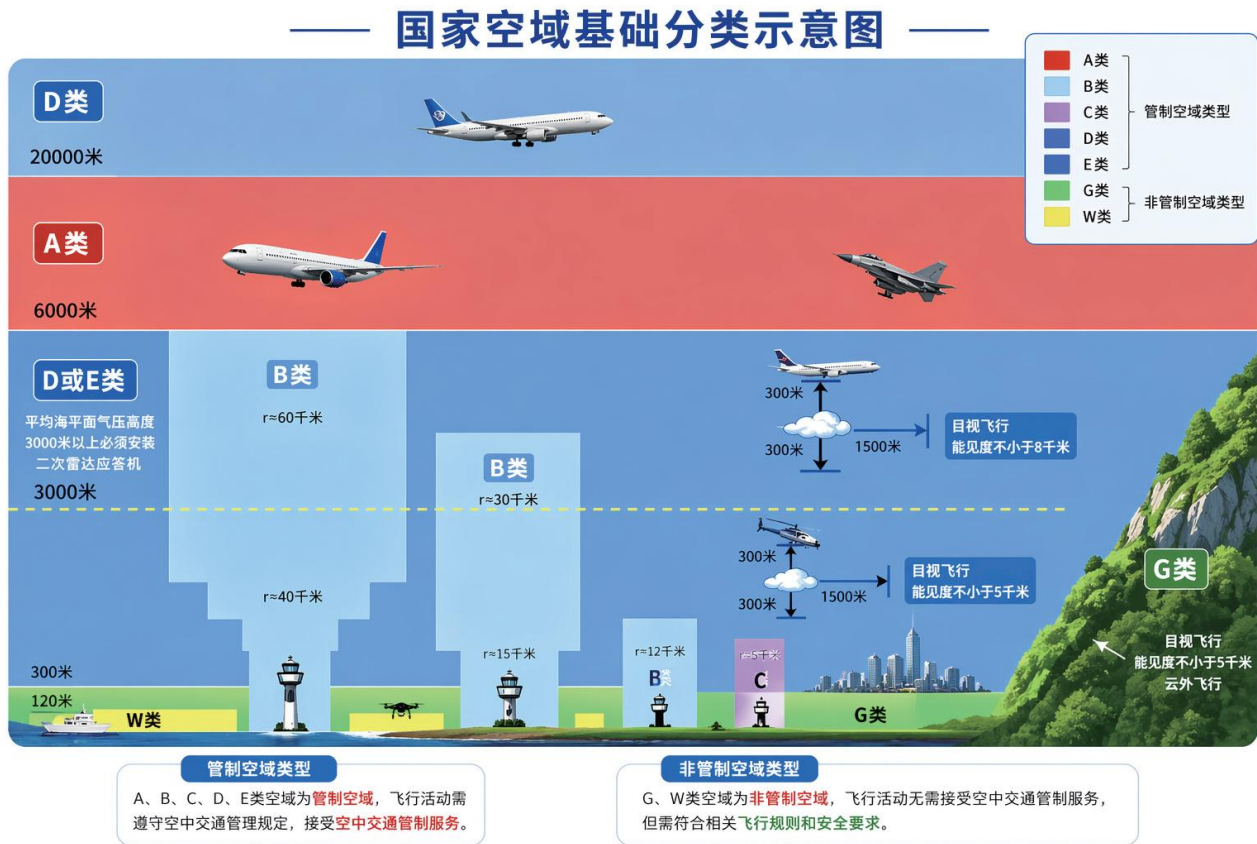 国家空域基础分类示意图
A类
B类
C类
D类
E类
管制空域类型
G类
W类
非管制空域类型
D类
20000米
A类
6000米
D或E类
平均海平面气压高度
3000米以上必须安装
二次雷达应答机
3000米
B类
r≈60千米
r≈40千米
B类
r≈30千米
r≈15千米
300米
300米
1500米
目视飞行
能见度不小于8千米
300米
300米
1500米
目视飞行
能见度不小于5千米
r≈12千米
B类
r≈5千米
C
G类
目视飞行
能见度不小于5千米
云外飞行
300米
120米
W类
G类
管制空域类型
A、B、C、D、E类空域为管制空域，飞行活动需
遵守空中交通管理规定，接受空中交通管制服务。
非管制空域类型
G、W类空域为非管制空域，飞行活动无需接受空中交通管制服务，
但需符合相关飞行规则和安全要求。